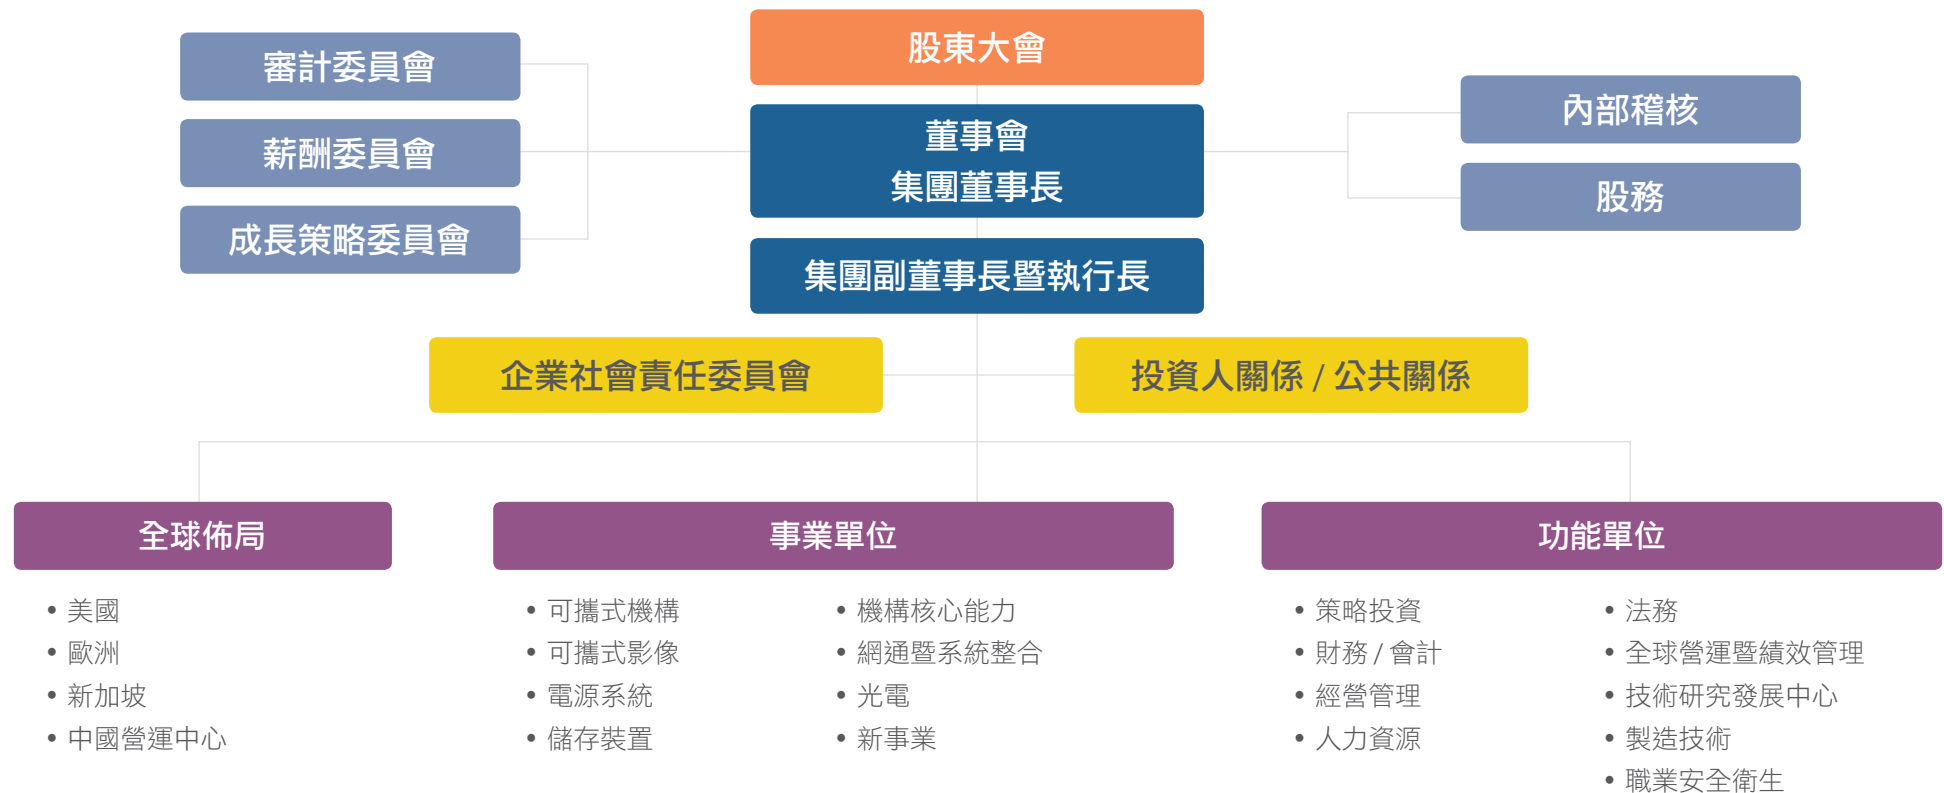 股東大會
審計委員會
薪酬委員會
成長策略委員會
董事會
集團董事長
內部稽核
股務
集團副董事長暨執行長
企業社會責任委員會
投資人關係 / 公共關係
全球佈局
• 美國
• 歐洲
• 新加坡
• 中國營運中心
事業單位
• 可攜式機構
• 可攜式影像
• 電源系統
• 儲存裝置
• 機構核心能力
• 網通暨系統整合
• 光電
• 新事業
功能單位
• 策略投資
• 財務 / 會計
• 經營管理
• 人力資源
• 法務
• 全球營運暨績效管理
• 技術研究發展中心
• 製造技術
• 職業安全衛生